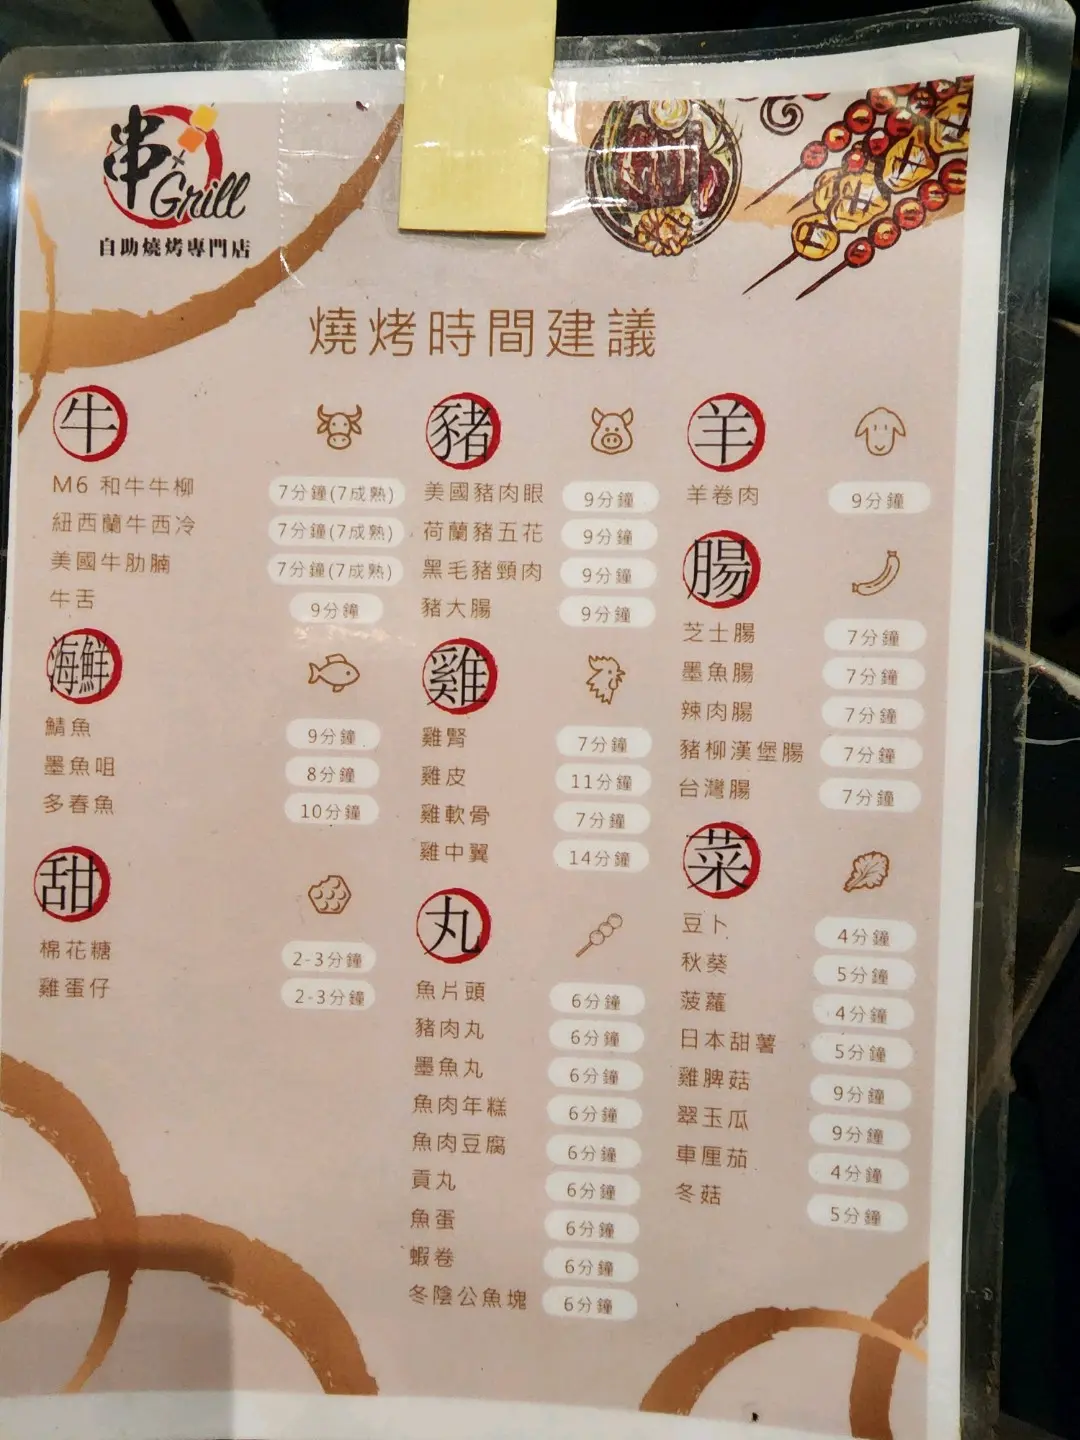 串×Grill
自助燒烤專門店
燒烤時間建議
牛
M6 和牛牛柳 7分鐘(7成熟)
紐西蘭牛西冷 7分鐘(7成熟)
美國牛肋腩 7分鐘(7成熟)
牛舌 9分鐘
海鮮
鯖魚 9分鐘
墨魚咀 8分鐘
多春魚 10分鐘
甜
棉花糖 2-3分鐘
雞蛋仔 2-3分鐘
豬
美國豬肉眼 9分鐘
荷蘭豬五花 9分鐘
黑毛豬頸肉 9分鐘
豬大腸 9分鐘
雞
雞腎 7分鐘
雞皮 11分鐘
雞軟骨 7分鐘
雞中翼 14分鐘
丸
魚片頭 6分鐘
豬肉丸 6分鐘
墨魚丸 6分鐘
魚肉年糕 6分鐘
魚肉豆腐 6分鐘
貢丸 6分鐘
魚蛋 6分鐘
蝦卷 6分鐘
冬陰公魚塊 6分鐘
羊
羊卷肉 9分鐘
腸
芝士腸 7分鐘
墨魚腸 7分鐘
辣肉腸 7分鐘
豬柳漢堡腸 7分鐘
台灣腸 7分鐘
菜
豆卜 4分鐘
秋葵 5分鐘
菠蘿 4分鐘
日本甜薯 5分鐘
雞脾菇 9分鐘
翠玉瓜 9分鐘
車厘茄 4分鐘
冬菇 5分鐘